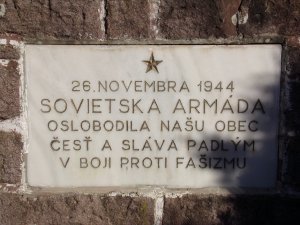 26. NOVEMBRA 1944
SOVIETSKA ARMÁDA
OSLOBODILA NAŠU OBEC
ČESŤ A SLÁVA PADLÝM
V BOJI PROTI FAŠIZMU